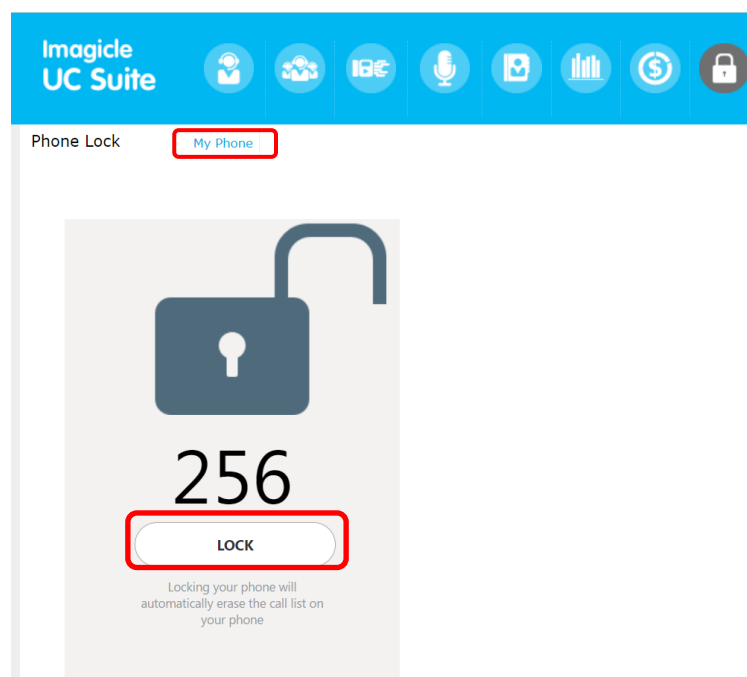 Imagicle
UC Suite
Phone Lock
My Phone
256
LOCK
Locking your phone will
automatically erase the call list on
your phone